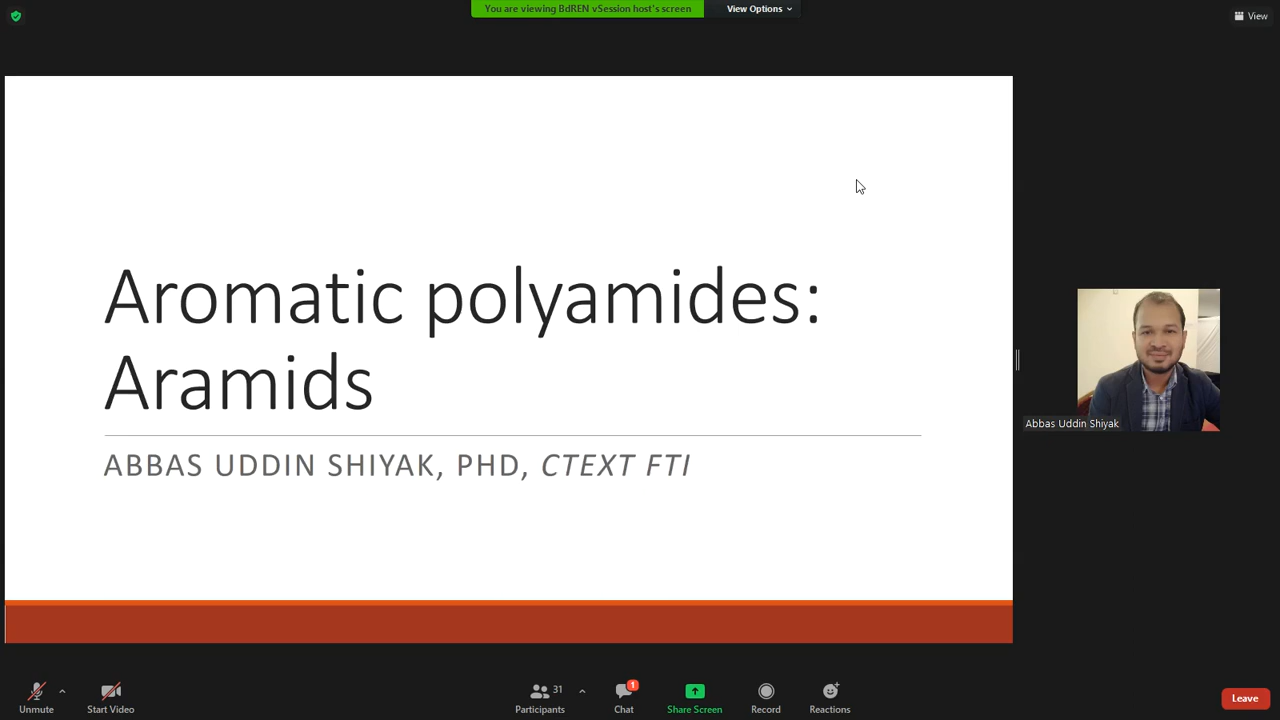 You are viewing BdREN vSession host's screen
View Options
View
Aromatic polyamides:
Aramids
ABBAS UDDIN SHIYAK, PHD, CTEXT FTI
Abbas Uddin Shiyak
Unmute
Start Video
31
Participants
1
Chat
Share Screen
Record
Reactions
Leave